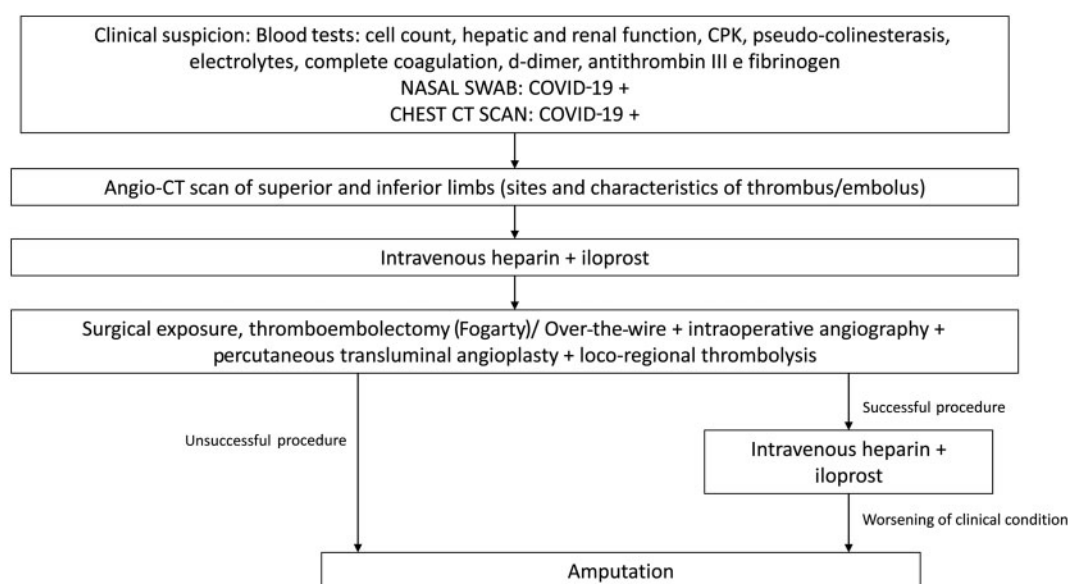 Clinical suspicion: Blood tests: cell count, hepatic and renal function, CPK, pseudo-colinesterasis,
electrolytes, complete coagulation, d-dimer, antithrombin III e fibrinogen
NASAL SWAB: COVID-19 +
CHEST CT SCAN: COVID-19 +
Angio-CT scan of superior and inferior limbs (sites and characteristics of thrombus/embolus)
Intravenous heparin + iloprost
Surgical exposure, thromboembolectomy (Fogarty)/ Over-the-wire + intraoperative angiography +
percutaneous transluminal angioplasty + loco-regional thrombolysis
Successful procedure
Unsuccessful procedure
Intravenous heparin +
iloprost
Worsening of clinical condition
Amputation